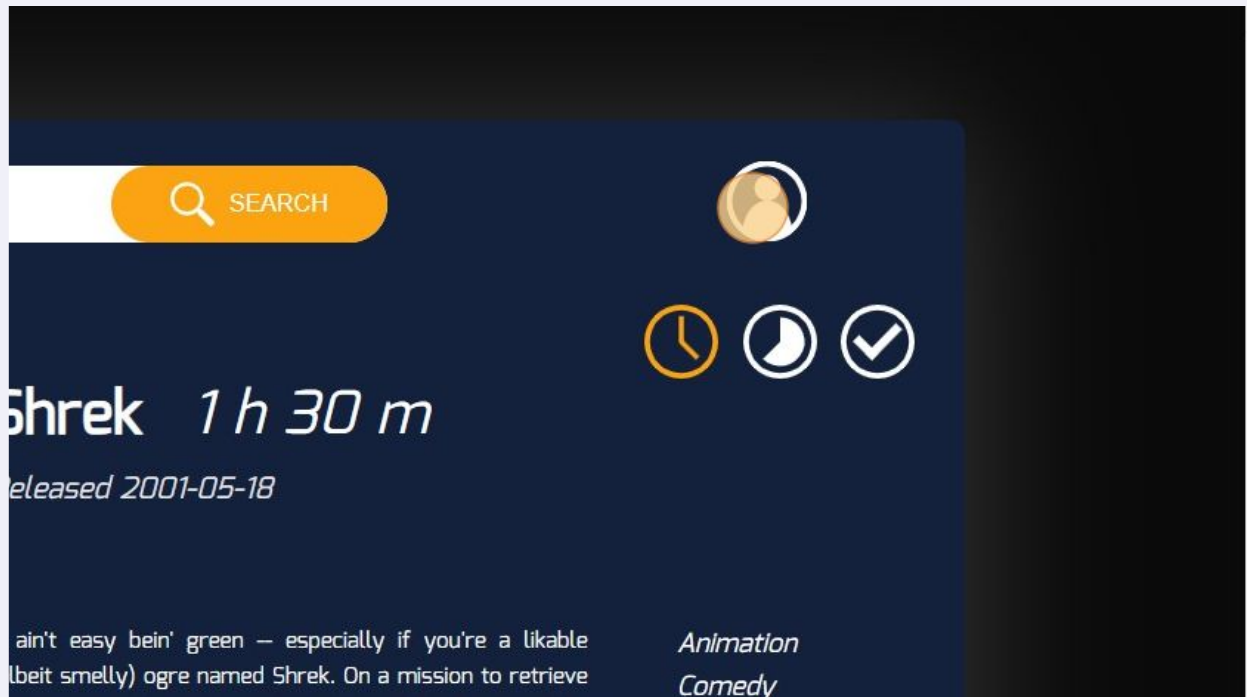 SEARCH
Shrek 1 h 30 m
eleased 2001-05-18
ain't easy bein' green – especially if you're a likable
lbeit smelly) ogre named Shrek. On a mission to retrieve
Animation
Comedy